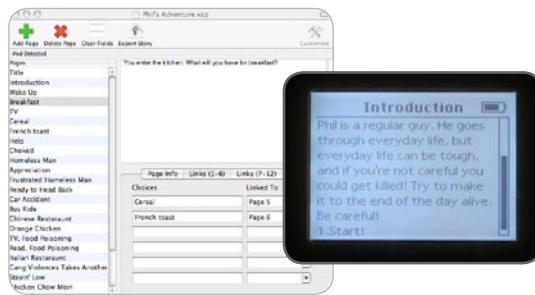 Phil's Adventure.xap
Add Page Delete Page Clear Fields Export Story
Customize
iPod Detected
Pages
Title
Introduction
Wake Up
Breakfast
TV
Cereal
French toast
Help
Choked
Homeless Man
Appreciation
Frustrated Homeless Man
Ready to Head Back
Car Accident
Bus Ride
Chinese Restaraunt
Orange Chicken
TV, Food Poisoning
Read, Food Poisoning
Italian Restaraunt
Gang Violences Takes Another
Stayin' Low
Chicken Chow Mein
You enter the kitchen. What will you have for breakfast?
Page Info Links (1-6) Links (7-12)
Choices Linked To
Cereal Page 5
French toast Page 6
Introduction
Phil is a regular guy. He goes
through everyday life, but
everyday life can be tough,
and if you're not careful you
could get killed! Try to make
it to the end of the day alive.
Be careful!
1.Start!